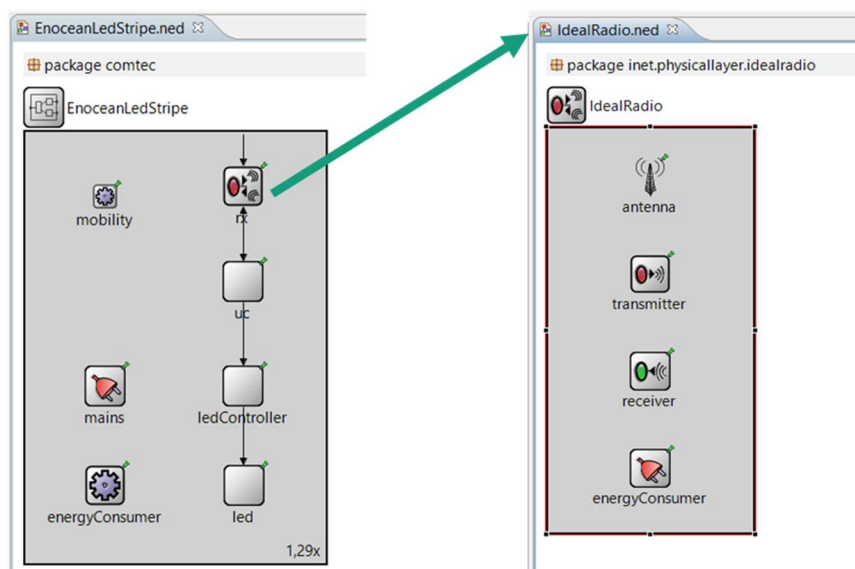 EnoceanLedStripe.ned
package comtec
EnoceanLedStripe
mobility
rx
uc
mains
ledController
energyConsumer
led
1,29x
IdealRadio.ned
package inet.physicallayer.idealradio
IdealRadio
antenna
transmitter
receiver
energyConsumer